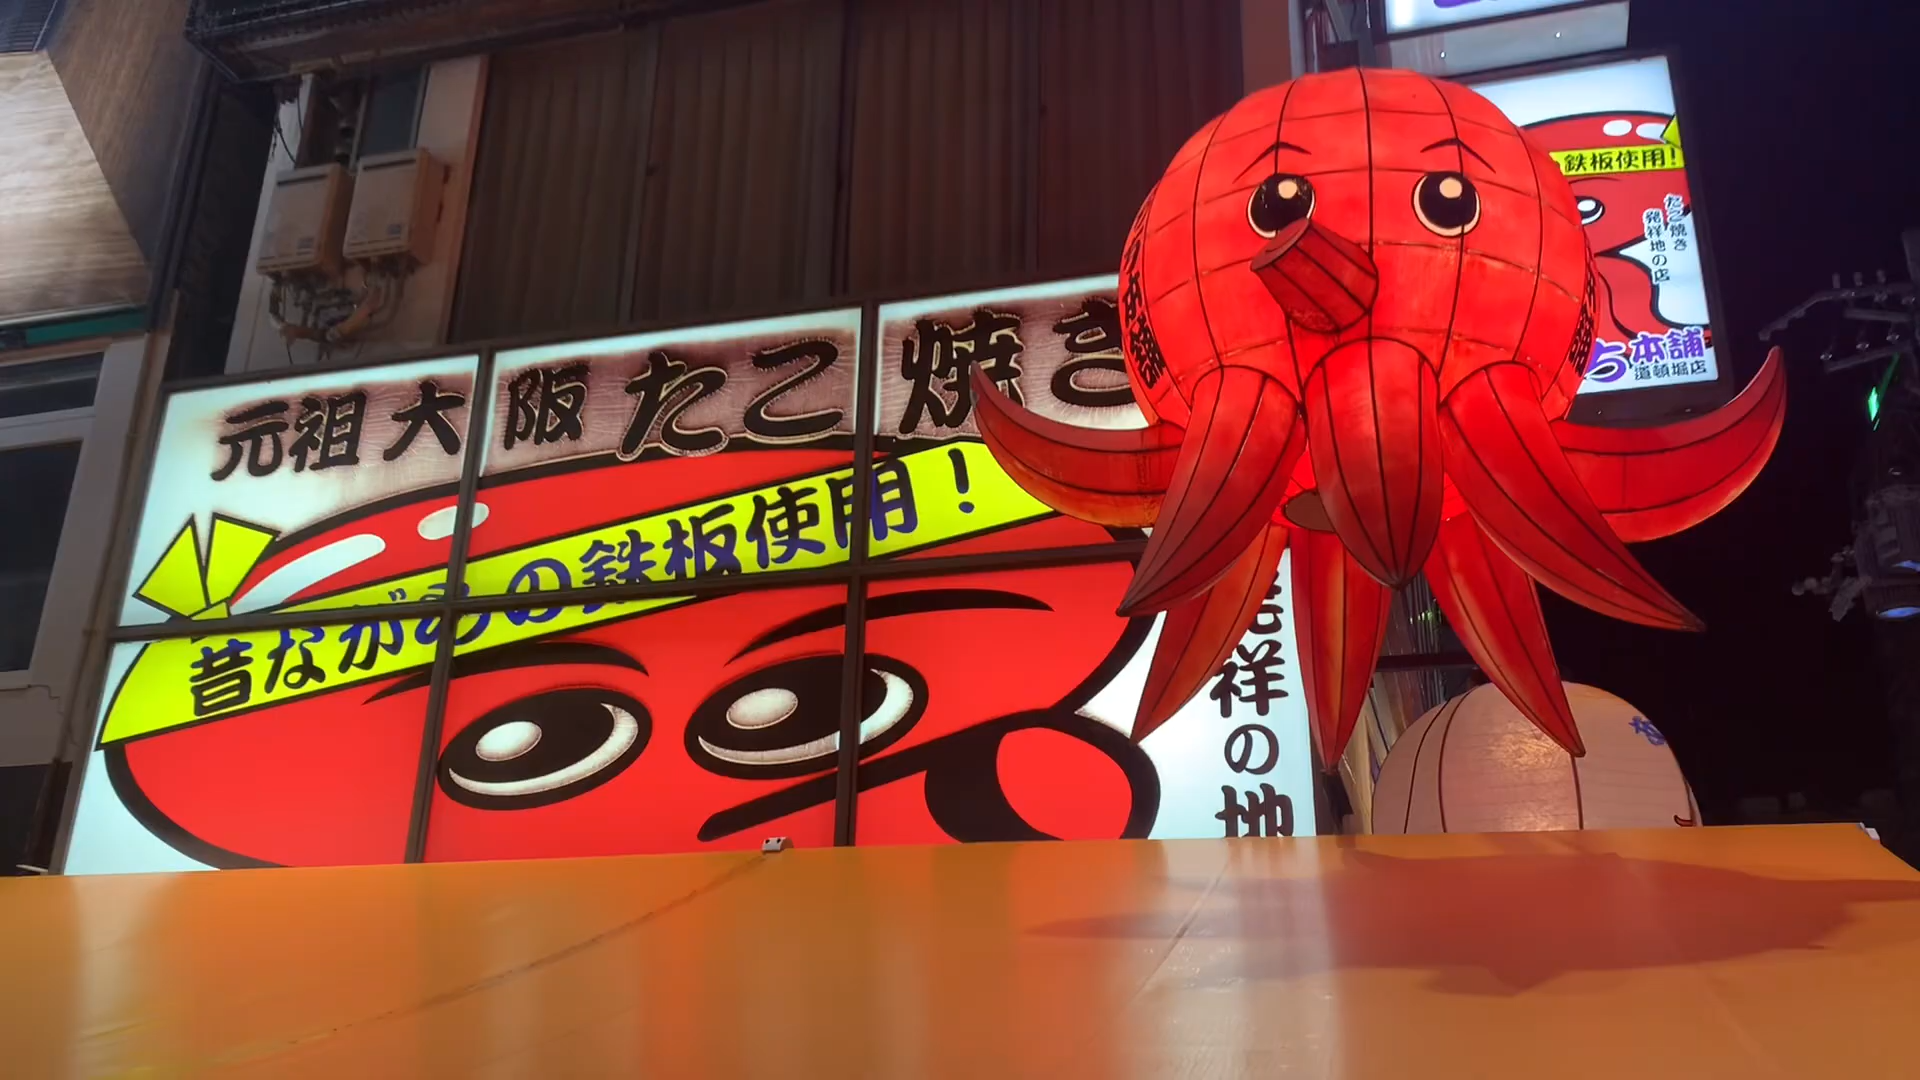 元祖大阪たこ焼き
昔ながらの鉄板使用！
祥の地
鉄板使用！
たこ焼き
発祥地の店
ち本舗
道頓堀店